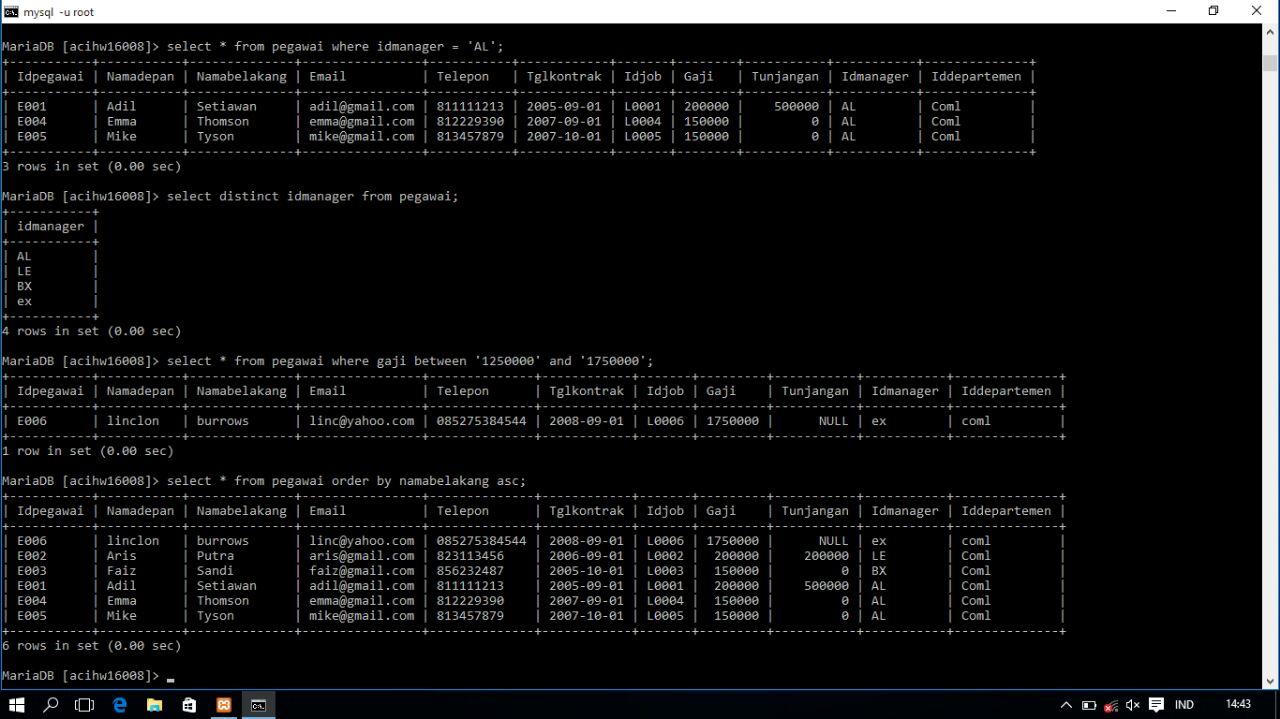 mysql -u root
MariaDB [acihw16008]> select * from pegawai where idmanager = 'AL';
+-----------+-----------+--------------+----------------+-----------+-------------+-------+--------+-----------+-----------+--------------+
| Idpegawai | Namadepan | Namabelakang | Email          | Telepon   | Tglkontrak | Idjob | Gaji   | Tunjangan | Idmanager | Iddepartemen |
+-----------+-----------+--------------+----------------+-----------+-------------+-------+--------+-----------+-----------+--------------+
| E001      | Adil      | Setiawan     | adil@gmail.com | 811111213 | 2005-09-01 | L0001 | 200000 |    500000 | AL        | Coml         |
| E004      | Emma      | Thomson      | emma@gmail.com | 812229390 | 2007-09-01 | L0004 | 150000 |         0 | AL        | Coml         |
| E005      | Mike      | Tyson        | mike@gmail.com | 813457879 | 2007-10-01 | L0005 | 150000 |         0 | AL        | Coml         |
+-----------+-----------+--------------+----------------+-----------+-------------+-------+--------+-----------+-----------+--------------+
3 rows in set (0.00 sec)
MariaDB [acihw16008]> select distinct idmanager from pegawai;
+-----------+
| idmanager |
+-----------+
| AL        |
| LE        |
| BX        |
| ex        |
+-----------+
4 rows in set (0.00 sec)
MariaDB [acihw16008]> select * from pegawai where gaji between '1250000' and '1750000';
+-----------+-----------+--------------+----------------+--------------+------------+-------+---------+-----------+-----------+--------------+
| Idpegawai | Namadepan | Namabelakang | Email          | Telepon      | Tglkontrak | Idjob | Gaji    | Tunjangan | Idmanager | Iddepartemen |
+-----------+-----------+--------------+----------------+--------------+------------+-------+---------+-----------+-----------+--------------+
| E006      | linclon   | burrows      | linc@yahoo.com | 085275384544 | 2008-09-01 | L0006 | 1750000 |      NULL | ex        | coml         |
+-----------+-----------+--------------+----------------+--------------+------------+-------+---------+-----------+-----------+--------------+
1 row in set (0.00 sec)
MariaDB [acihw16008]> select * from pegawai order by namabelakang asc;
+-----------+-----------+--------------+----------------+--------------+------------+-------+---------+-----------+-----------+--------------+
| Idpegawai | Namadepan | Namabelakang | Email          | Telepon      | Tglkontrak | Idjob | Gaji    | Tunjangan | Idmanager | Iddepartemen |
+-----------+-----------+--------------+----------------+--------------+------------+-------+---------+-----------+-----------+--------------+
| E006      | linclon   | burrows      | linc@yahoo.com | 085275384544 | 2008-09-01 | L0006 | 1750000 |      NULL | ex        | coml         |
| E002      | Aris      | Putra        | aris@gmail.com | 823113456    | 2006-09-01 | L0002 |  200000 |    200000 | LE        | Coml         |
| E003      | Faiz      | Sandi        | faiz@gmail.com | 856232487    | 2005-10-01 | L0003 |  150000 |         0 | BX        | Coml         |
| E001      | Adil      | Setiawan     | adil@gmail.com | 811111213    | 2005-09-01 | L0001 |  200000 |    500000 | AL        | Coml         |
| E004      | Emma      | Thomson      | emma@gmail.com | 812229390    | 2007-09-01 | L0004 |  150000 |         0 | AL        | Coml         |
| E005      | Mike      | Tyson        | mike@gmail.com | 813457879    | 2007-10-01 | L0005 |  150000 |         0 | AL        | Coml         |
+-----------+-----------+--------------+----------------+--------------+------------+-------+---------+-----------+-----------+--------------+
6 rows in set (0.00 sec)
MariaDB [acihw16008]> _
IND 14:43